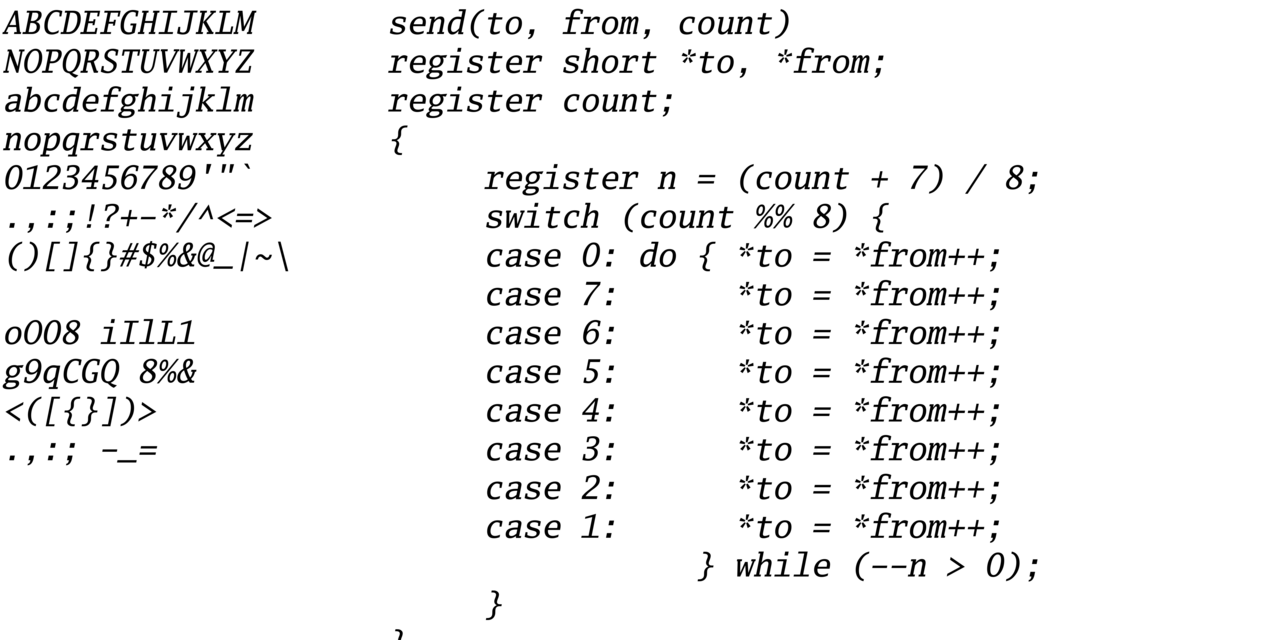 ABCDEFGHIJKLM
NOPQRSTUVWXYZ
abcdefghijklm
nopqrstuvwxyz
0123456789'"`
.,:;!?+-*/^<=>
()[]{}#$%&@_|~\
oOO8 iIlL1
g9qCGQ 8%&
<([{}])>
.,:; -_=
send(to, from, count)
register short *to, *from;
register count;
{
    register n = (count + 7) / 8;
    switch (count %% 8) {
    case 0: do { *to = *from++;
    case 7:      *to = *from++;
    case 6:      *to = *from++;
    case 5:      *to = *from++;
    case 4:      *to = *from++;
    case 3:      *to = *from++;
    case 2:      *to = *from++;
    case 1:      *to = *from++;
               } while (--n > 0);
    }
}